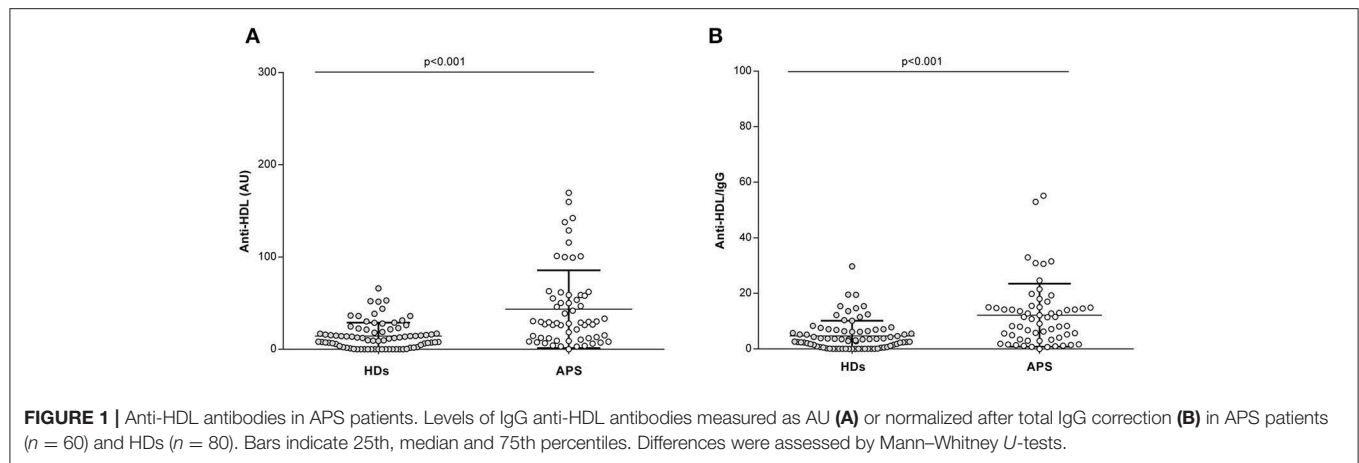 A
p<0.001
300
200
100
0
Anti-HDL (AU)
HDs APS
B
p<0.001
100
80
60
40
20
0
Anti-HDL/IgG
HDs APS
FIGURE 1 | Anti-HDL antibodies in APS patients. Levels of IgG anti-HDL antibodies measured as AU (A) or normalized after total IgG correction (B) in APS patients
(n = 60) and HDs (n = 80). Bars indicate 25th, median and 75th percentiles. Differences were assessed by Mann–Whitney U-tests.